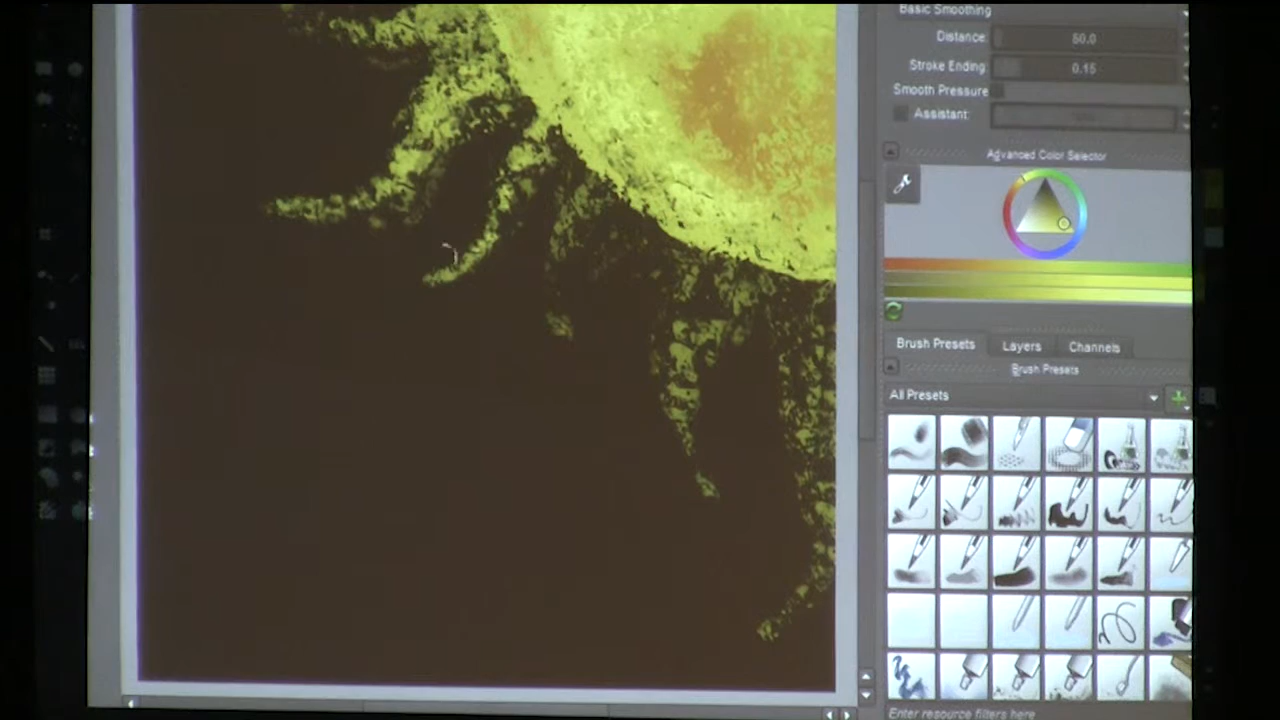 Basic Smoothing
Distance: 50.0
Stroke Ending: 0.15
Smooth Pressure
Assistant:
Advanced Color Selector
Brush Presets Layers Channels
Brush Presets
All Presets
Enter resource filters here